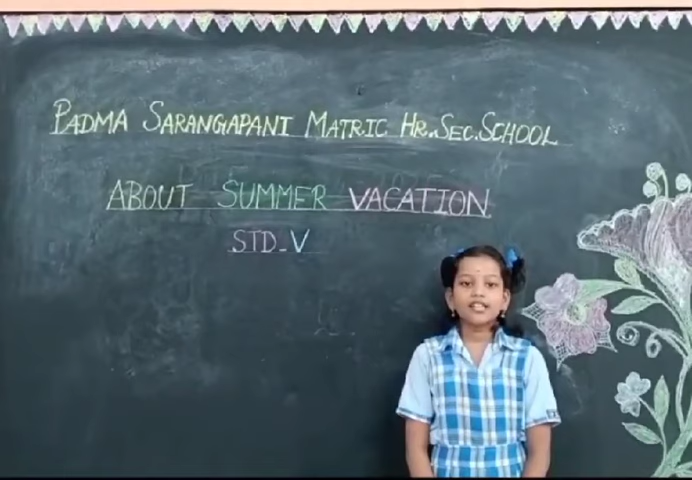 PADMA SARANGAPANI MATRIC HR.SEC.SCHOOL
ABOUT SUMMER VACATION
STD-V